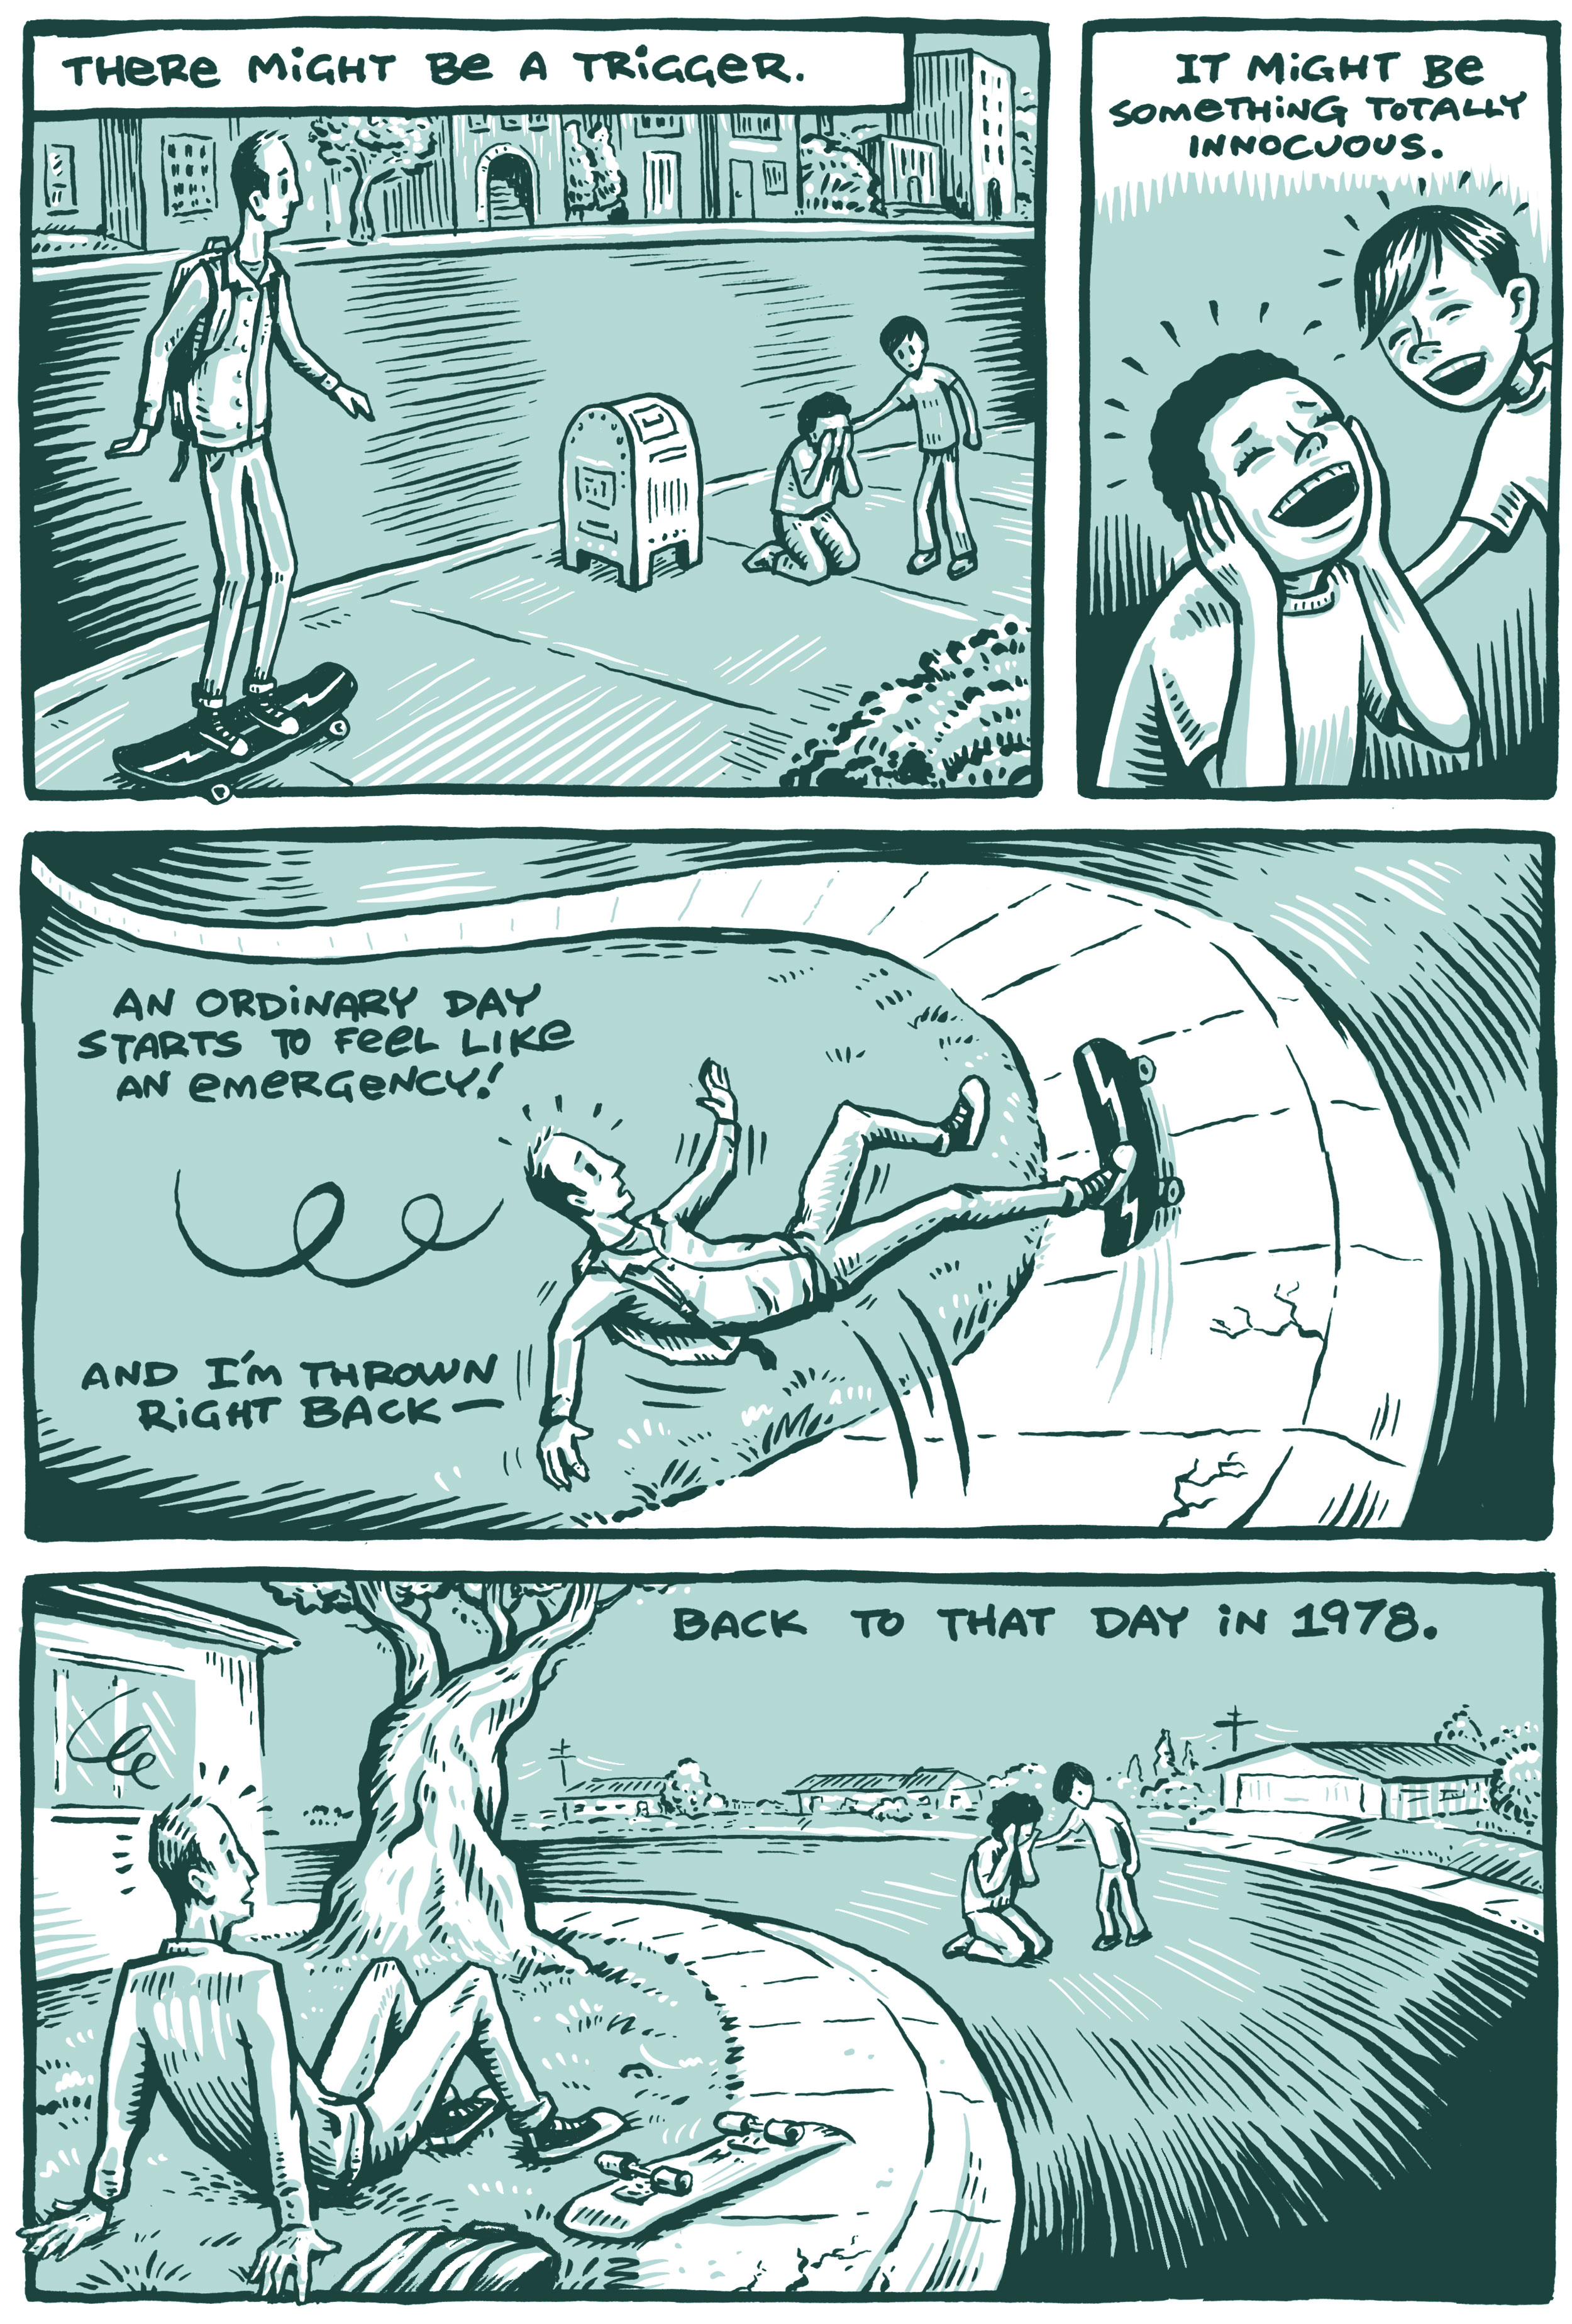 THERE MIGHT BE A TRIGGER.
IT MIGHT BE
SOMETHING TOTALLY
INNOCUOUS.
AN ORDINARY DAY
STARTS TO FEEL LIKE
AN EMERGENCY!
AND I'M THROWN
RIGHT BACK—
BACK TO THAT DAY IN 1978.